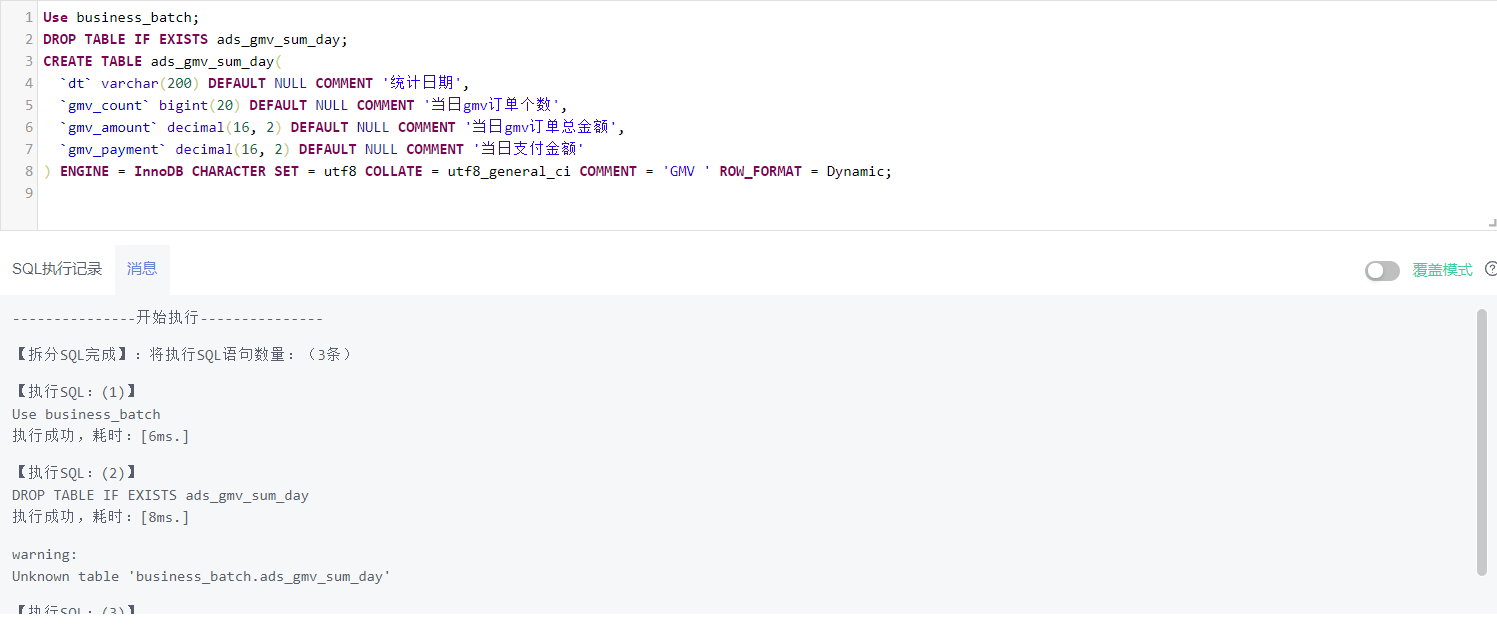 1 Use business_batch;
2 DROP TABLE IF EXISTS ads_gmv_sum_day;
3 CREATE TABLE ads_gmv_sum_day(
4 `dt` varchar(200) DEFAULT NULL COMMENT '统计日期',
5 `gmv_count` bigint(20) DEFAULT NULL COMMENT '当日gmv订单个数',
6 `gmv_amount` decimal(16, 2) DEFAULT NULL COMMENT '当日gmv订单总金额',
7 `gmv_payment` decimal(16, 2) DEFAULT NULL COMMENT '当日支付金额'
8 ) ENGINE = InnoDB CHARACTER SET = utf8 COLLATE = utf8_general_ci COMMENT = 'GMV ' ROW_FORMAT = Dynamic;
9
SQL执行记录 消息 覆盖模式 ?
---------------开始执行---------------
【拆分SQL完成】：将执行SQL语句数量：（3条）
【执行SQL：(1)】
Use business_batch
执行成功，耗时：[6ms.]
【执行SQL：(2)】
DROP TABLE IF EXISTS ads_gmv_sum_day
执行成功，耗时：[8ms.]
warning:
Unknown table 'business_batch.ads_gmv_sum_day'
【执行SQL：(3)】